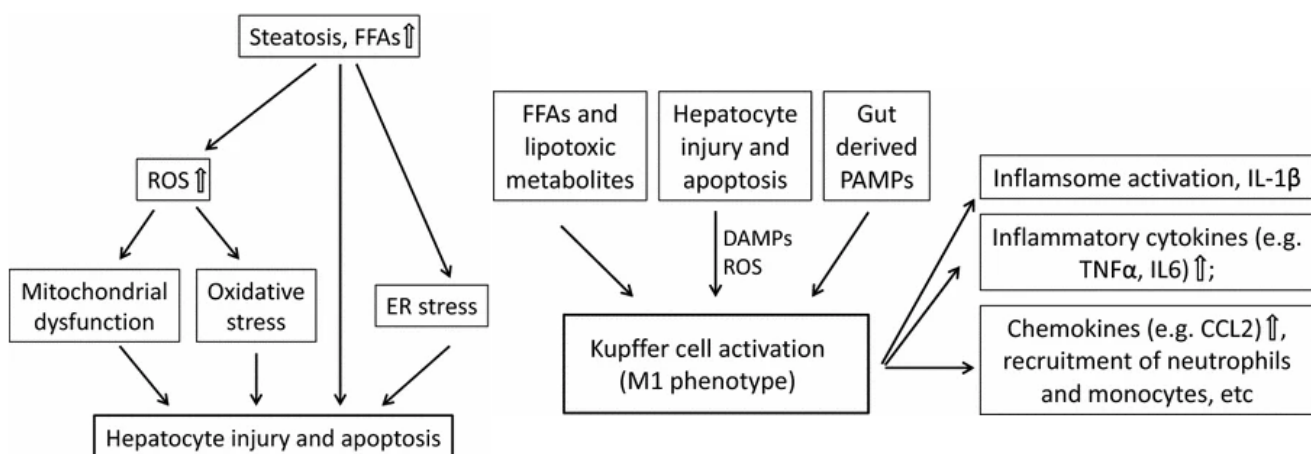 Steatosis, FFAs⇧
ROS⇧
Mitochondrial
dysfunction
Oxidative
stress
ER stress
Hepatocyte injury and apoptosis
FFAs and
lipotoxic
metabolites
Hepatocyte
injury and
apoptosis
Gut
derived
PAMPs
DAMPs
ROS
Kupffer cell activation
(M1 phenotype)
Inflamsome activation, IL-1β
Inflammatory cytokines (e.g.
TNFα, IL6)⇧;
Chemokines (e.g. CCL2)⇧,
recruitment of neutrophils
and monocytes, etc